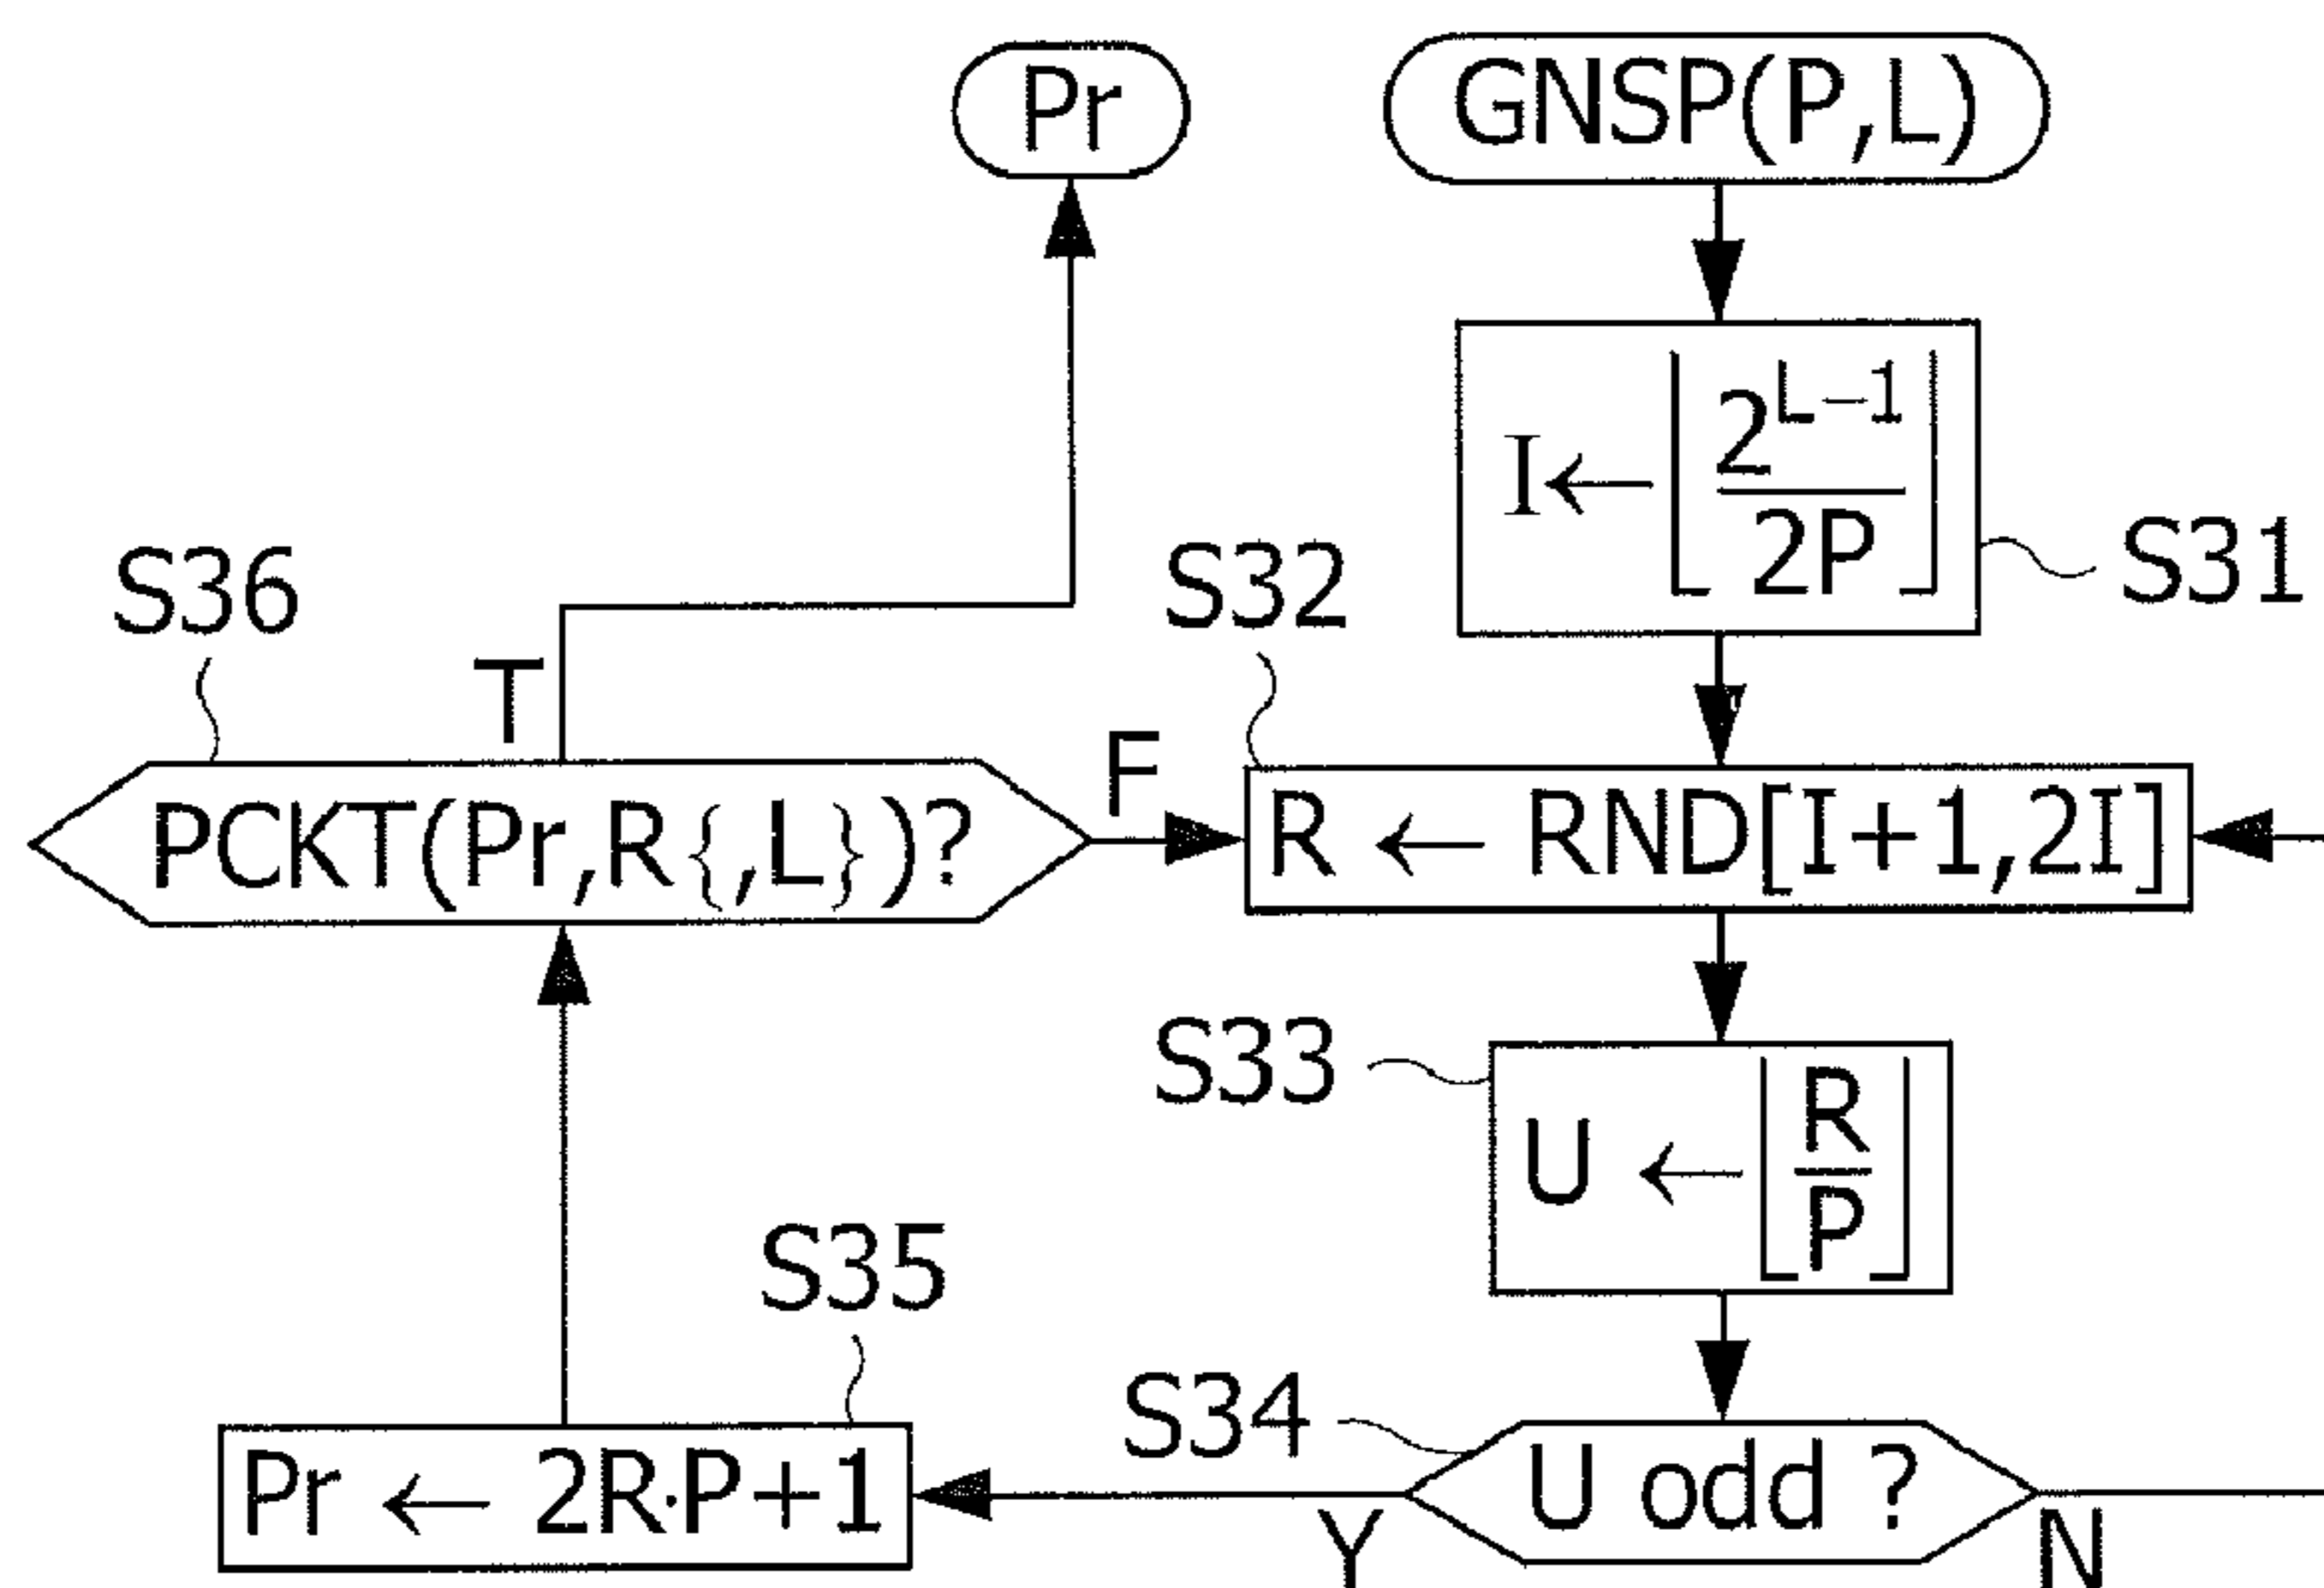 Pr
GNSP(P,L)
I←⌊2^{L-1}/2P⌋
S31
S36
S32
T
F
PCKT(Pr,R{,L})?
R ← RND[I+1,2I]
S33
U ←⌊R/P⌋
S35
S34
Pr ← 2R·P+1
U odd ?
Y
N